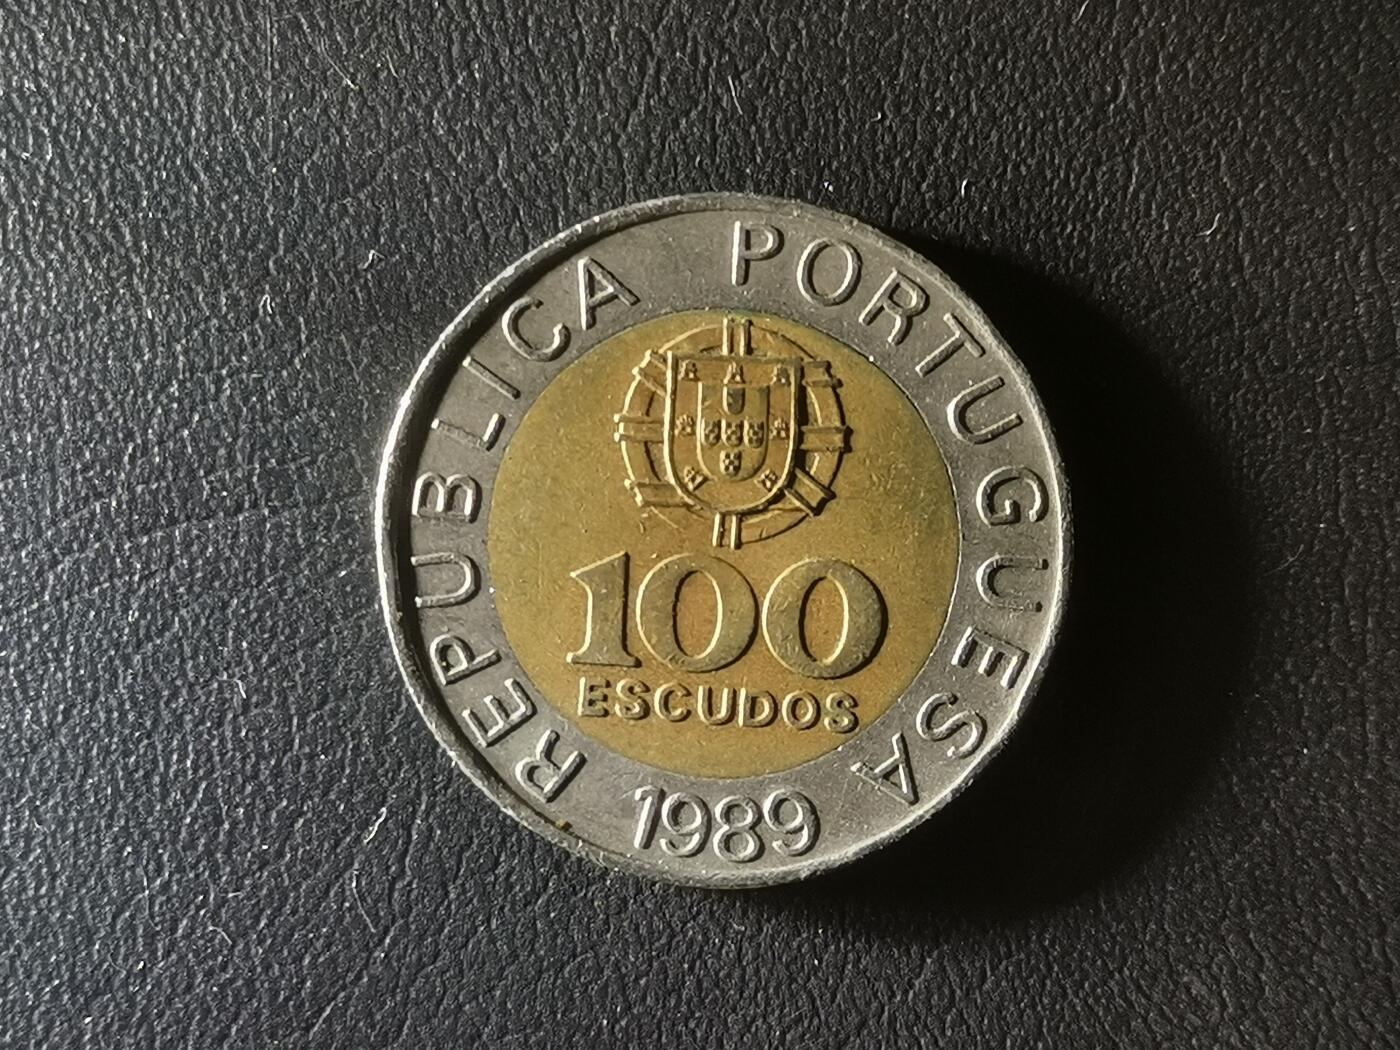 REPUBLICA PORTUGUESA
100
ESCUDOS
1989